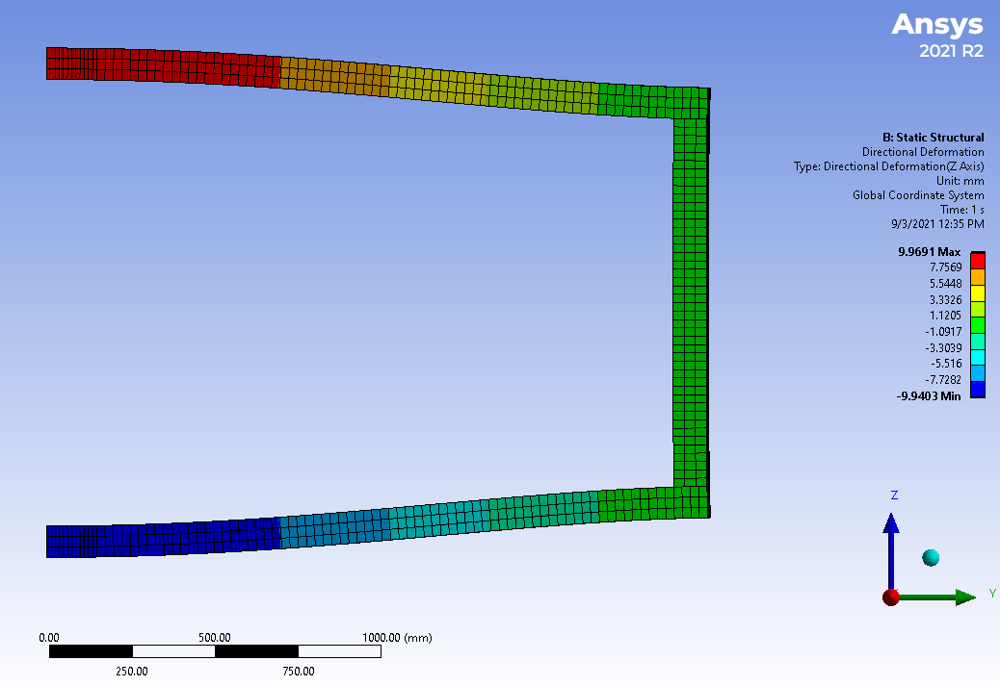 Ansys
2021 R2
B: Static Structural
Directional Deformation
Type: Directional Deformation(Z Axis)
Unit: mm
Global Coordinate System
Time: 1 s
9/3/2021 12:35 PM
9.9691 Max
7.7569
5.5448
3.3326
1.1205
-1.0917
-3.3039
-5.516
-7.7282
-9.9403 Min
Z
Y
0.00 500.00 1000.00 (mm)
250.00 750.00